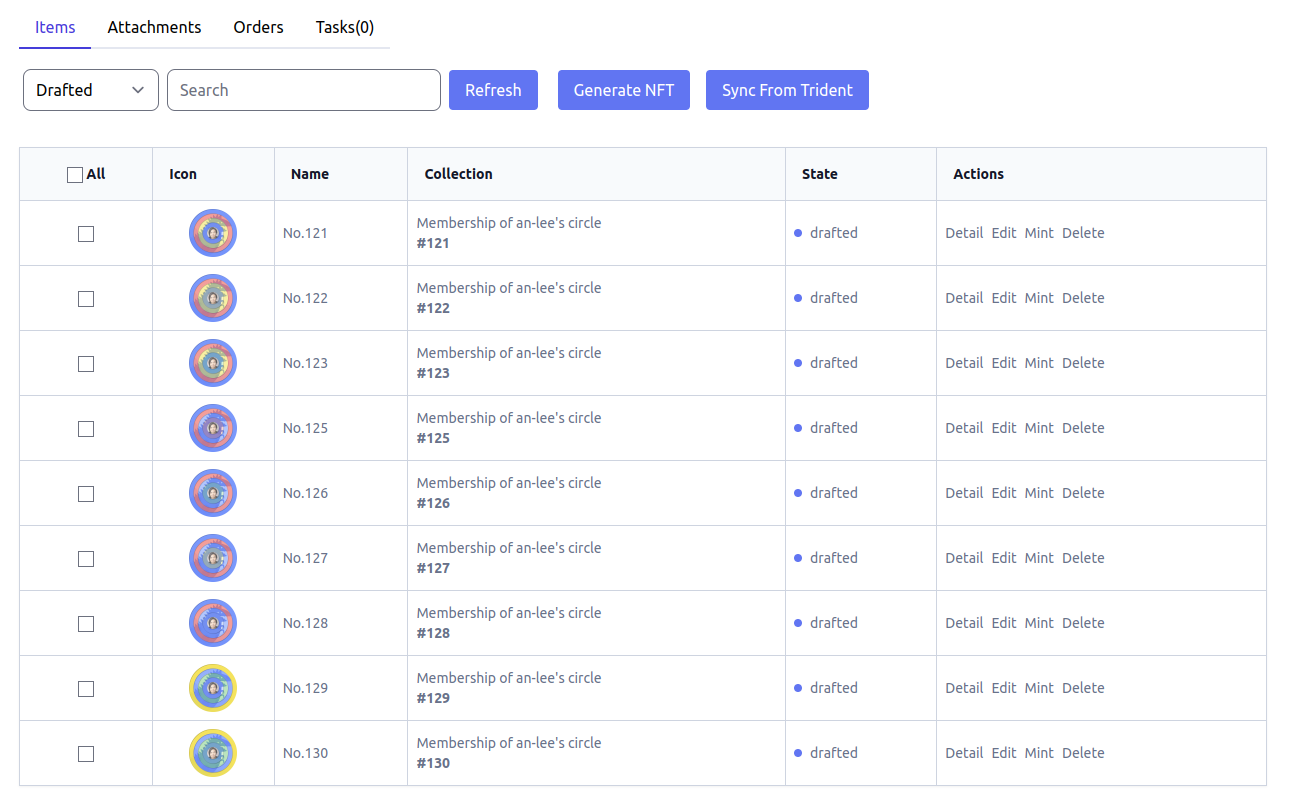 Items Attachments Orders Tasks(0)
Drafted Search Refresh Generate NFT Sync From Trident
All Icon Name Collection State Actions
No.121 Membership of an-lee's circle drafted Detail Edit Mint Delete
#121
No.122 Membership of an-lee's circle drafted Detail Edit Mint Delete
#122
No.123 Membership of an-lee's circle drafted Detail Edit Mint Delete
#123
No.125 Membership of an-lee's circle drafted Detail Edit Mint Delete
#125
No.126 Membership of an-lee's circle drafted Detail Edit Mint Delete
#126
No.127 Membership of an-lee's circle drafted Detail Edit Mint Delete
#127
No.128 Membership of an-lee's circle drafted Detail Edit Mint Delete
#128
No.129 Membership of an-lee's circle drafted Detail Edit Mint Delete
#129
No.130 Membership of an-lee's circle drafted Detail Edit Mint Delete
#130